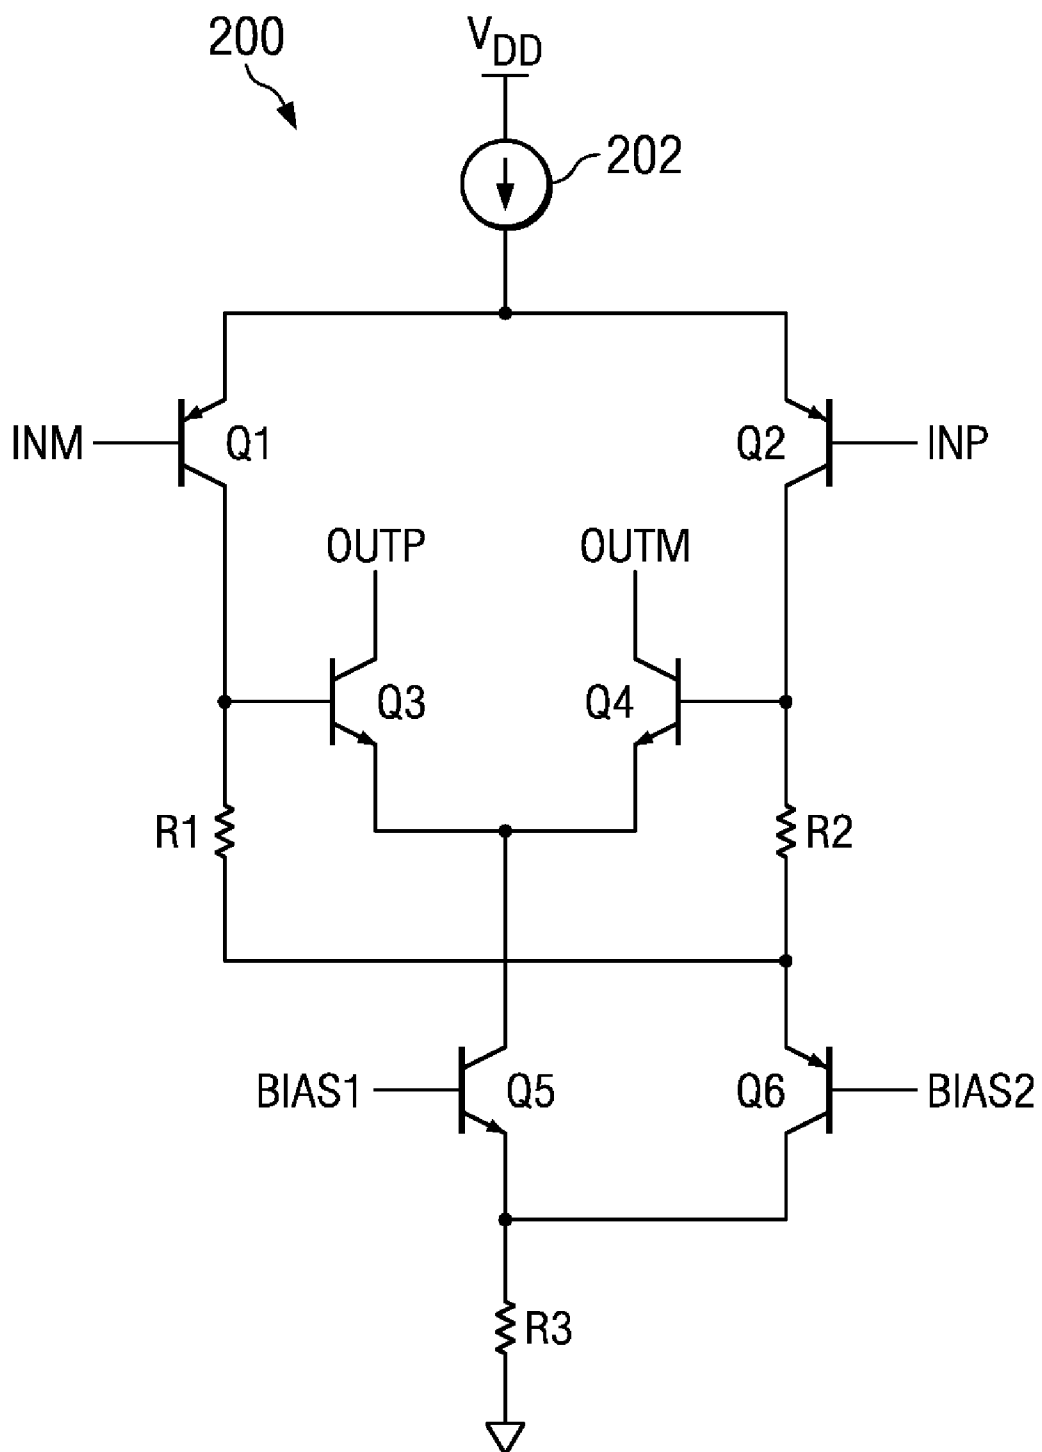 200
VDD
202
INM
Q1
Q2
INP
OUTP
OUTM
Q3
Q4
R1
R2
BIAS1
Q5
Q6
BIAS2
R3